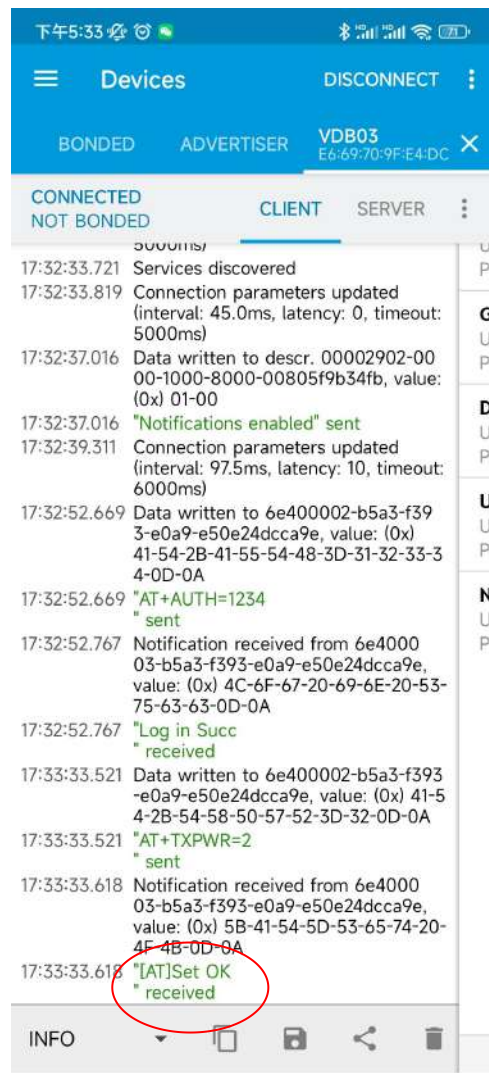 下午5:33
71
Devices
DISCONNECT
BONDED
ADVERTISER
VDB03
E6:69:70:9F:E4:DC
CONNECTED
NOT BONDED
CLIENT
SERVER
5000ms)
17:32:33.721 Services discovered
17:32:33.819 Connection parameters updated
(interval: 45.0ms, latency: 0, timeout:
5000ms)
17:32:37.016 Data written to descr. 00002902-00
00-1000-8000-00805f9b34fb, value:
(0x) 01-00
17:32:37.016 "Notifications enabled" sent
17:32:39.311 Connection parameters updated
(interval: 97.5ms, latency: 10, timeout:
6000ms)
17:32:52.669 Data written to 6e400002-b5a3-f39
3-e0a9-e50e24dcca9e, value: (0x)
41-54-2B-41-55-54-48-3D-31-32-33-3
4-0D-0A
17:32:52.669 "AT+AUTH=1234
" sent
17:32:52.767 Notification received from 6e4000
03-b5a3-f393-e0a9-e50e24dcca9e,
value: (0x) 4C-6F-67-20-69-6E-20-53-
75-63-63-0D-0A
17:32:52.767 "Log in Succ
" received
17:33:33.521 Data written to 6e400002-b5a3-f393
-e0a9-e50e24dcca9e, value: (0x) 41-5
4-2B-54-58-50-57-52-3D-32-0D-0A
17:33:33.521 "AT+TXPWR=2
" sent
17:33:33.618 Notification received from 6e4000
03-b5a3-f393-e0a9-e50e24dcca9e,
value: (0x) 5B-41-54-5D-53-65-74-20-
4F-4B-0D-0A
17:33:33.618 "[AT]Set OK
" received
INFO